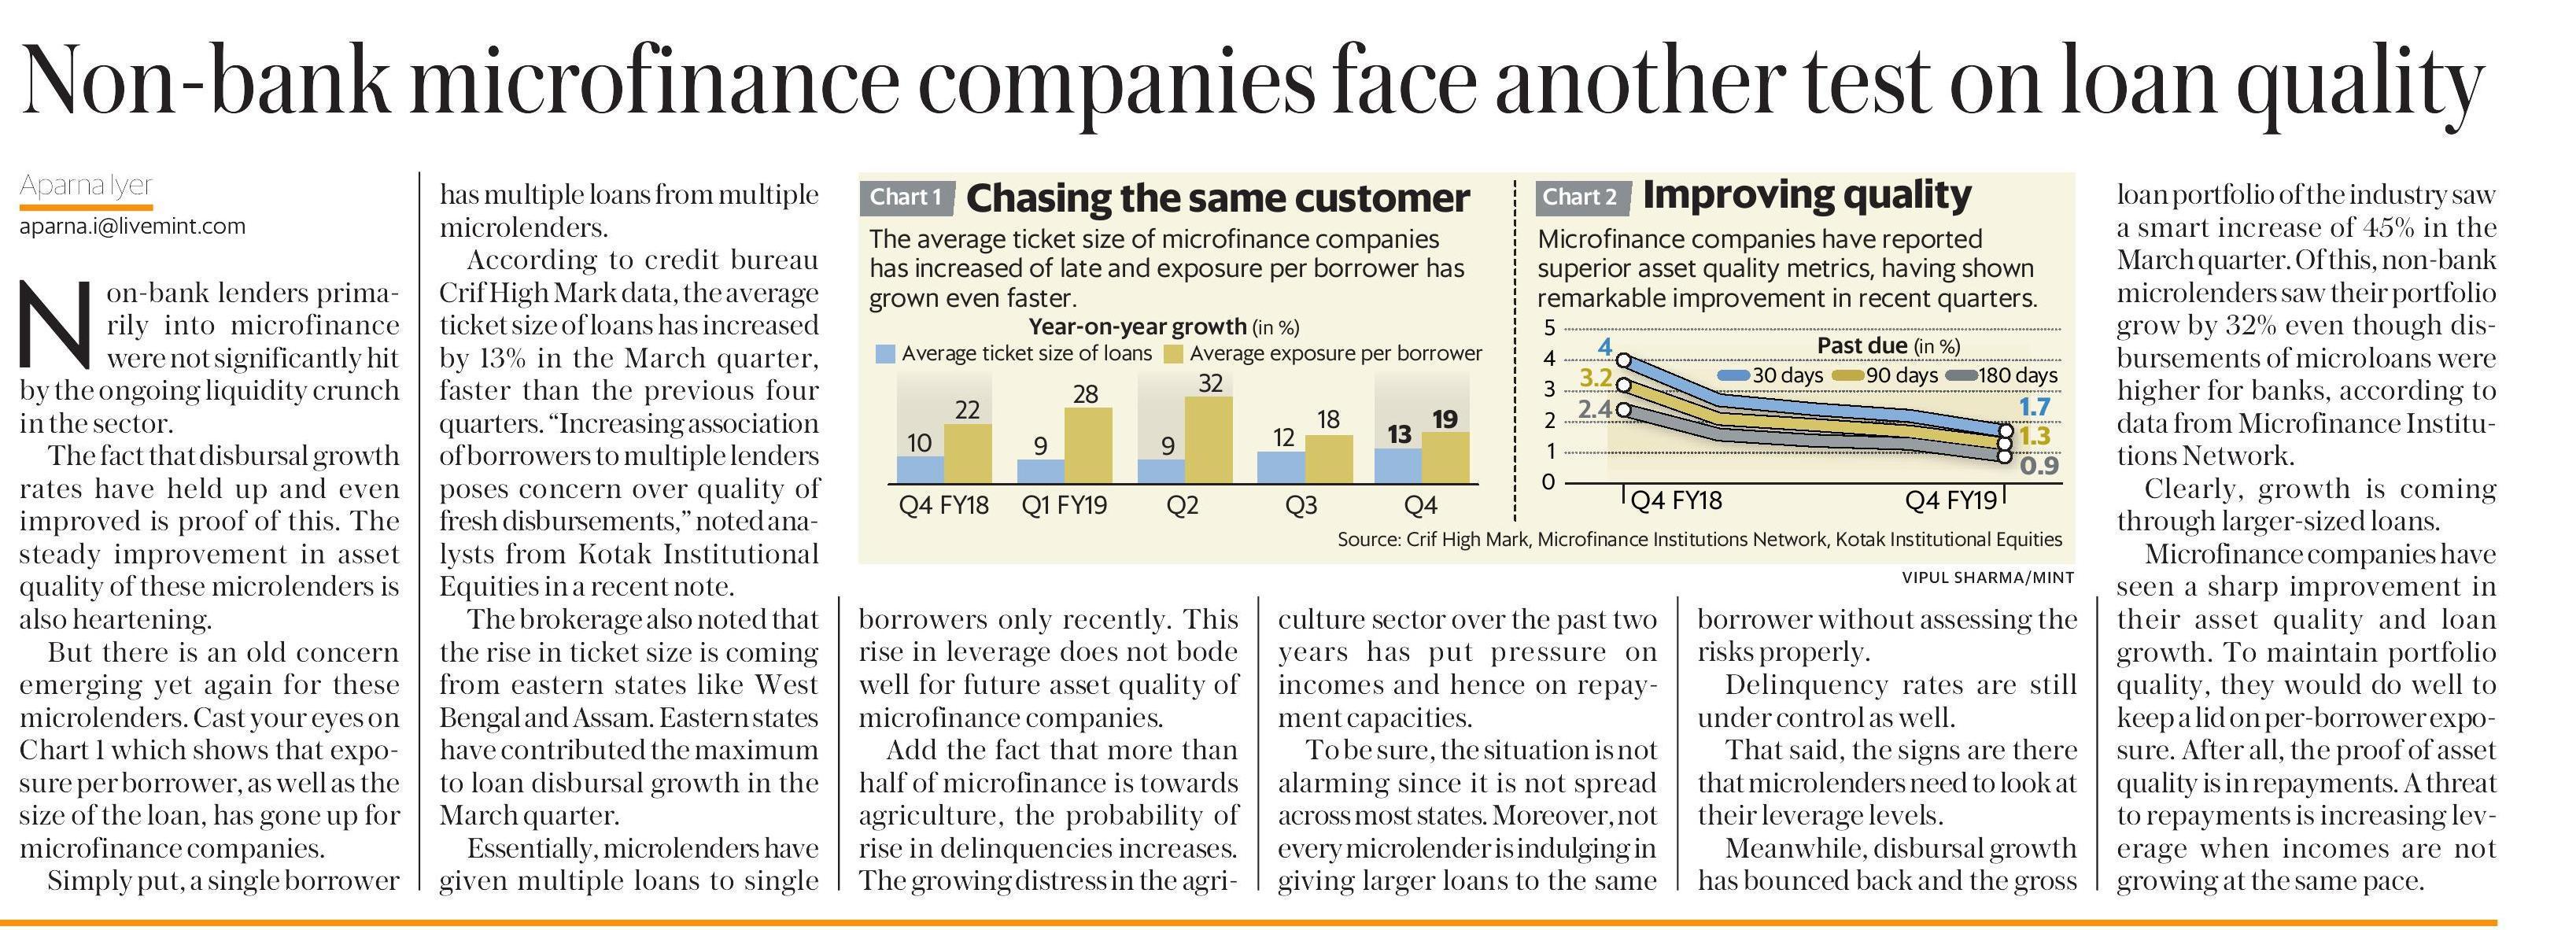 Non-bank microfinance companies face another test on loan quality
Aparna Iyer
aparna.i@livemint.com
Non-bank lenders prima-
rily into microfinance
were not significantly hit
by the ongoing liquidity crunch
in the sector.
The fact that disbursal growth
rates have held up and even
improved is proof of this. The
steady improvement in asset
quality of these microlenders is
also heartening.
But there is an old concern
emerging yet again for these
microlenders. Cast your eyes on
Chart 1 which shows that expo-
sure per borrower, as well as the
size of the loan, has gone up for
microfinance companies.
Simply put, a single borrower
has multiple loans from multiple
microlenders.
According to credit bureau
Crif High Mark data, the average
ticket size of loans has increased
by 13% in the March quarter,
faster than the previous four
quarters. “Increasing association
of borrowers to multiple lenders
poses concern over quality of
fresh disbursements,” noted ana-
lysts from Kotak Institutional
Equities in a recent note.
The brokerage also noted that
the rise in ticket size is coming
from eastern states like West
Bengal and Assam. Eastern states
have contributed the maximum
to loan disbursal growth in the
March quarter.
Essentially, microlenders have
given multiple loans to single
Chart 1 Chasing the same customer
The average ticket size of microfinance companies
has increased of late and exposure per borrower has
grown even faster.
Year-on-year growth (in %)
Average ticket size of loans Average exposure per borrower
10 22 9 28 9 32 12 18 13 19
Q4 FY18 Q1 FY19 Q2 Q3 Q4
Chart 2 Improving quality
Microfinance companies have reported
superior asset quality metrics, having shown
remarkable improvement in recent quarters.
Past due (in %)
30 days 90 days 180 days
5
4
3
2
1
0
4
3.2
2.4
1.7
1.3
0.9
Q4 FY18 Q4 FY19
Source: Crif High Mark, Microfinance Institutions Network, Kotak Institutional Equities
VIPUL SHARMA/MINT
borrowers only recently. This
rise in leverage does not bode
well for future asset quality of
microfinance companies.
Add the fact that more than
half of microfinance is towards
agriculture, the probability of
rise in delinquencies increases.
The growing distress in the agri-
culture sector over the past two
years has put pressure on
incomes and hence on repay-
ment capacities.
To be sure, the situation is not
alarming since it is not spread
across most states. Moreover, not
every microlender is indulging in
giving larger loans to the same
borrower without assessing the
risks properly.
Delinquency rates are still
under control as well.
That said, the signs are there
that microlenders need to look at
their leverage levels.
Meanwhile, disbursal growth
has bounced back and the gross
loan portfolio of the industry saw
a smart increase of 45% in the
March quarter. Of this, non-bank
microlenders saw their portfolio
grow by 32% even though dis-
bursements of microloans were
higher for banks, according to
data from Microfinance Institu-
tions Network.
Clearly, growth is coming
through larger-sized loans.
Microfinance companies have
seen a sharp improvement in
their asset quality and loan
growth. To maintain portfolio
quality, they would do well to
keep a lid on per-borrower expo-
sure. After all, the proof of asset
quality is in repayments. A threat
to repayments is increasing lev-
erage when incomes are not
growing at the same pace.